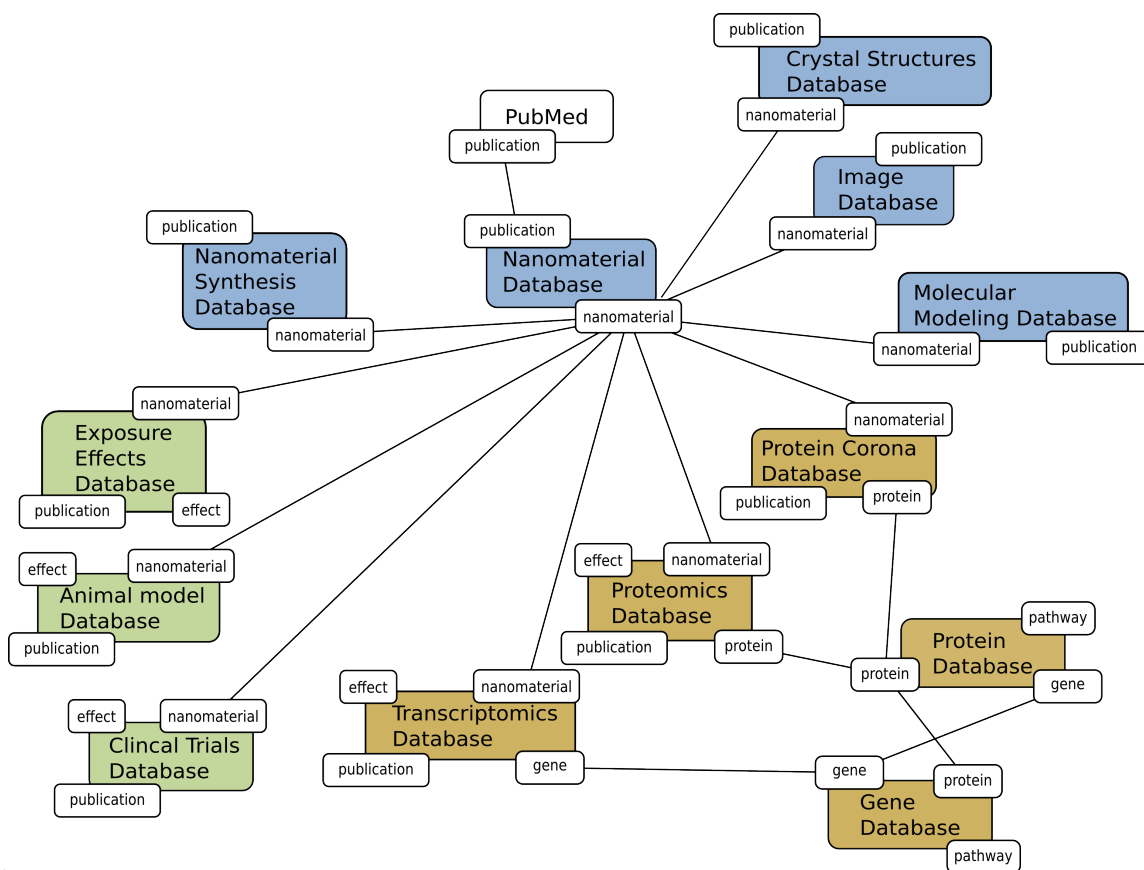 publication
Crystal Structures
Database
nanomaterial
PubMed
publication
publication
Image
Database
nanomaterial
publication
Nanomaterial
Synthesis
Database
nanomaterial
publication
Nanomaterial
Database
nanomaterial
Molecular
Modeling Database
nanomaterial
publication
nanomaterial
Exposure
Effects
Database
publication
effect
nanomaterial
Protein Corona
Database
publication
protein
effect
nanomaterial
Animal model
Database
publication
effect
nanomaterial
Proteomics
Database
publication
protein
pathway
Protein
Database
protein
gene
effect
nanomaterial
Transcriptomics
Database
publication
gene
effect
nanomaterial
Clincal Trials
Database
publication
gene
protein
Gene
Database
pathway